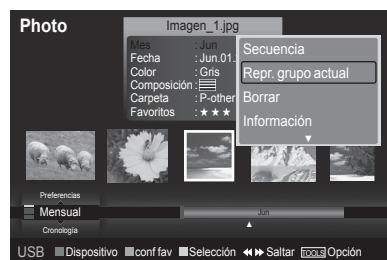 Photo
Imagen_1.jpg
Mes : Jun
Fecha : Jun.01.
Color : Gris
Composición :
Carpeta : P-other
Favoritos : ★ ★ ★
Secuencia
Repr. grupo actual
Borrar
Información
Preferencias
Mensual
Jun
Cronología
USB Dispositivo conf fav Selección Saltar TOOLS Opción